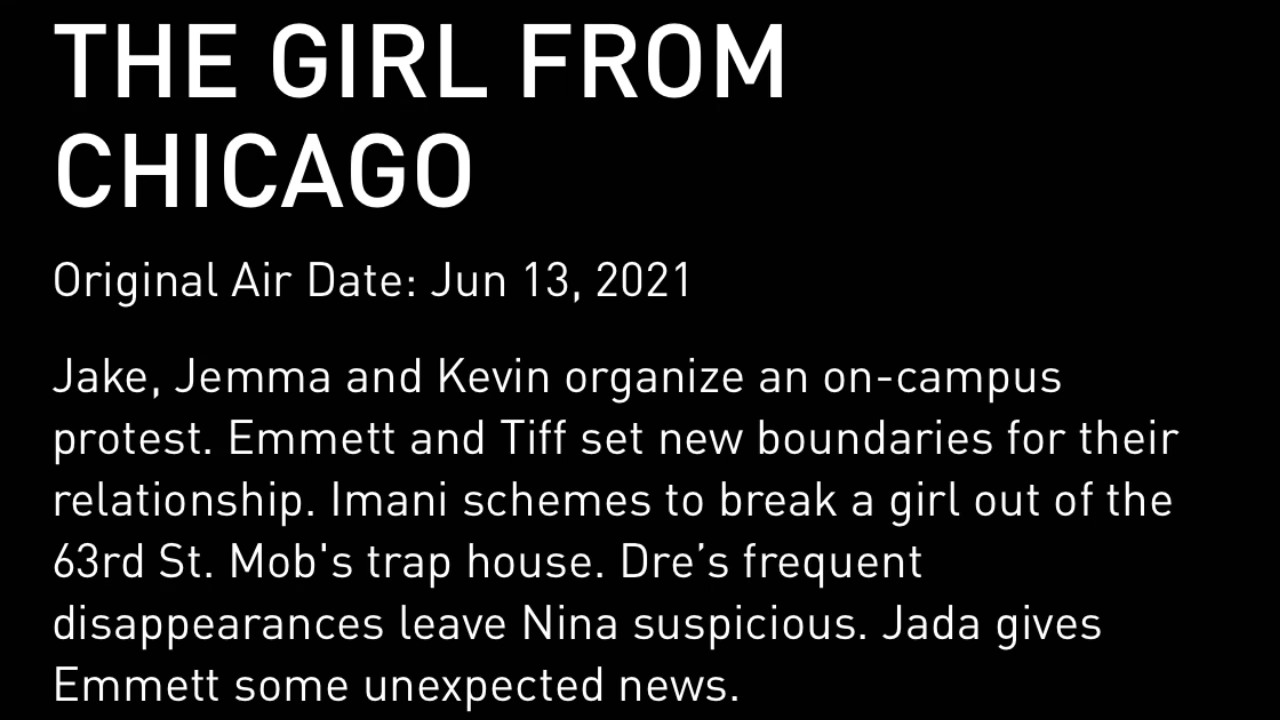 THE GIRL FROM
CHICAGO
Original Air Date: Jun 13, 2021
Jake, Jemma and Kevin organize an on-campus
protest. Emmett and Tiff set new boundaries for their
relationship. Imani schemes to break a girl out of the
63rd St. Mob's trap house. Dre’s frequent
disappearances leave Nina suspicious. Jada gives
Emmett some unexpected news.